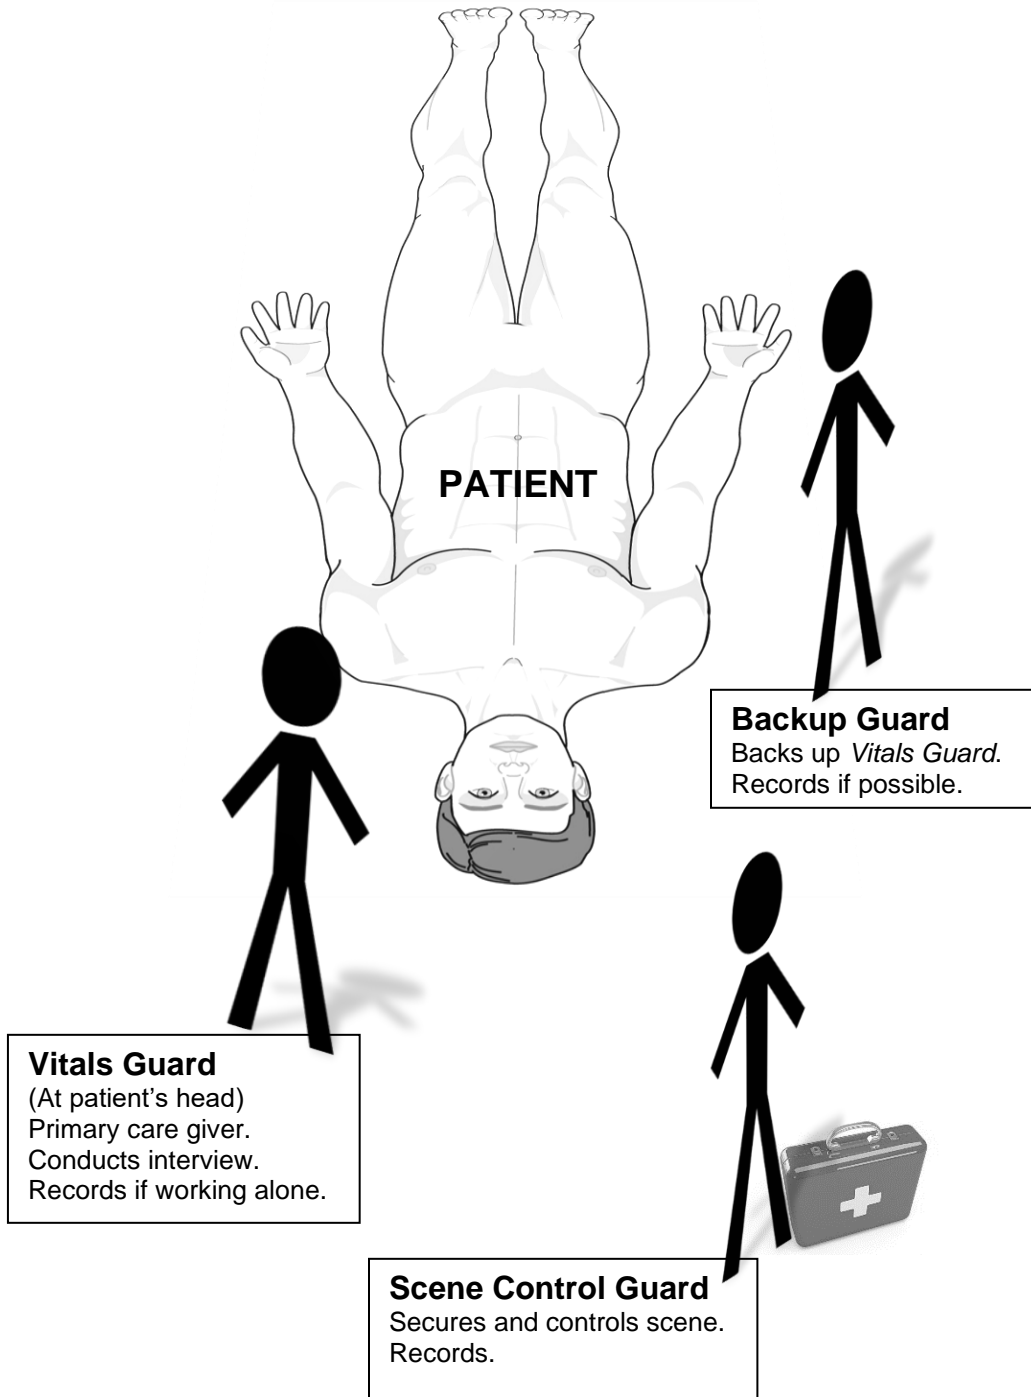 PATIENT
Backup Guard
Backs up Vitals Guard.
Records if possible.
Vitals Guard
(At patient’s head)
Primary care giver.
Conducts interview.
Records if working alone.
Scene Control Guard
Secures and controls scene.
Records.